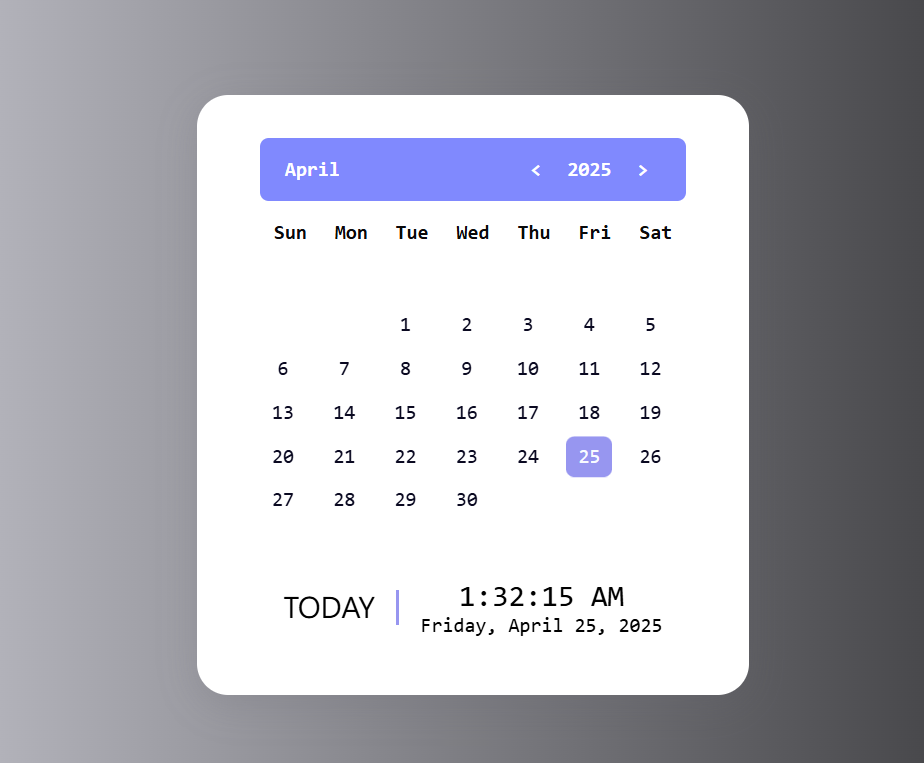 April < 2025 >
Sun Mon Tue Wed Thu Fri Sat
1 2 3 4 5
6 7 8 9 10 11 12
13 14 15 16 17 18 19
20 21 22 23 24 25 26
27 28 29 30
TODAY
1:32:15 AM
Friday, April 25, 2025